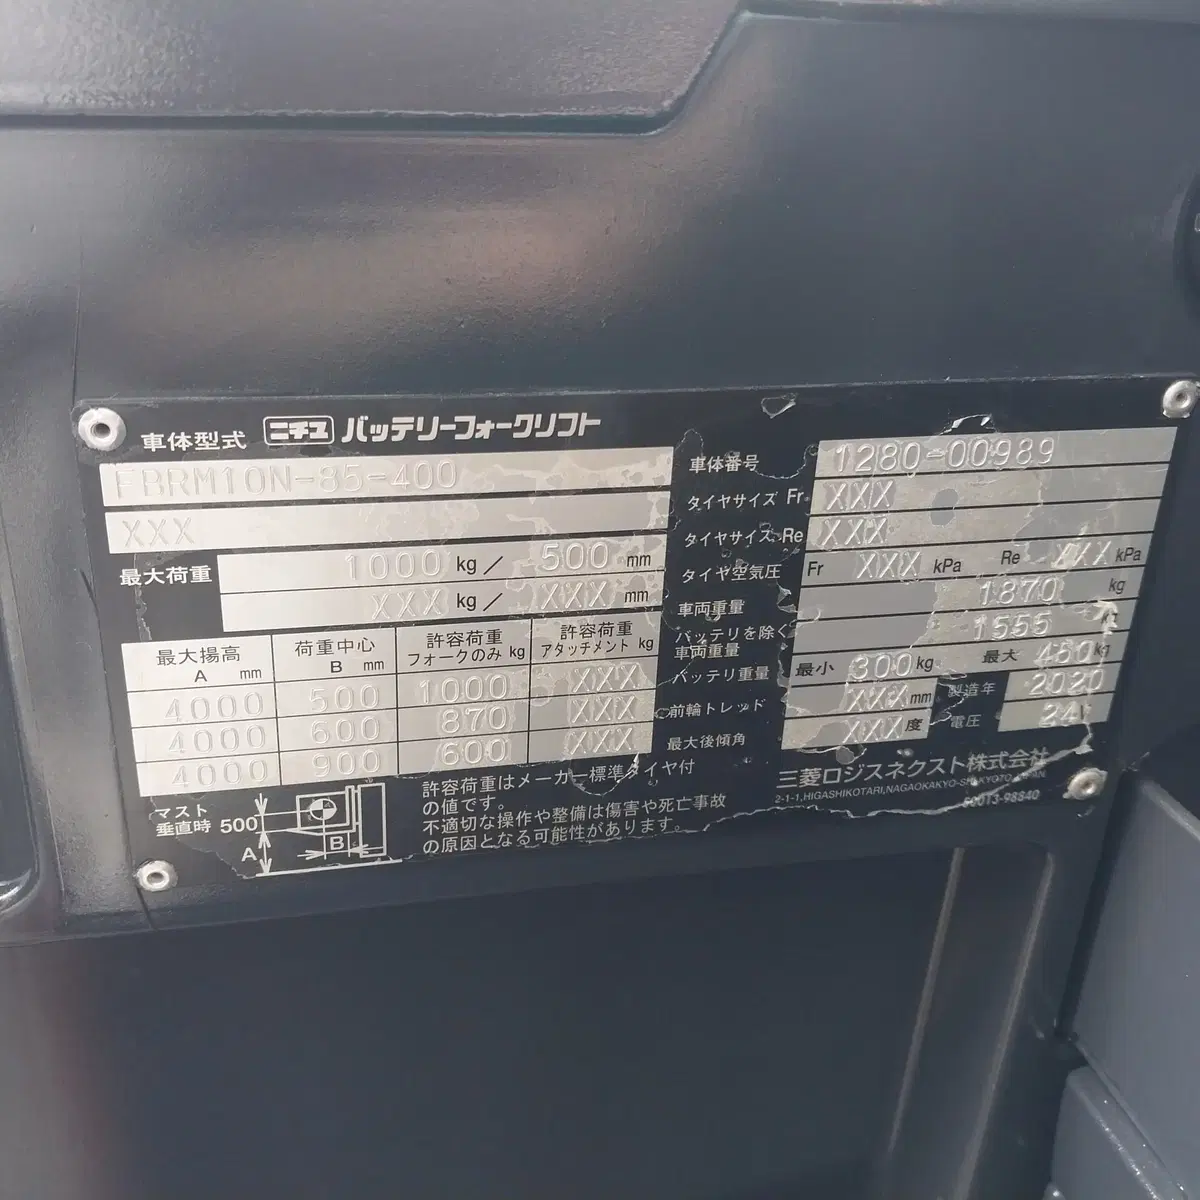 車体型式 ニチユ バッテリーフォークリフト
FBRM10N-85-400
XXX
最大荷重 1000 kg／ 500 mm
XXX kg／ XXX mm
最大揚高 A mm 荷重中心 B mm 許容荷重 フォークのみ kg 許容荷重 アタッチメント kg
4000 500 1000 XXX
4000 600 870 XXX
4000 900 600 XXX
マスト
垂直時 500
A B
許容荷重はメーカー標準タイヤ付
の値です。
不適切な操作や整備は傷害や死亡事故
の原因となる可能性があります。
車体番号 1280-00989
タイヤサイズ Fr XXX
タイヤサイズ Re XXX
タイヤ空気圧 Fr XXX kPa Re XXX kPa
車両重量 1870 kg
バッテリを除く
車両重量 1555
バッテリ重量 最小 300 kg 最大 450 kg
前輪トレッド XXX mm 製造年 2020
最大後傾角 XXX 度 電圧 24
三菱ロジスネクスト株式会社
2-1-1, HIGASHIKOTARI, NAGAOKAKYO-SHI, KYOTO, JAPAN
98840